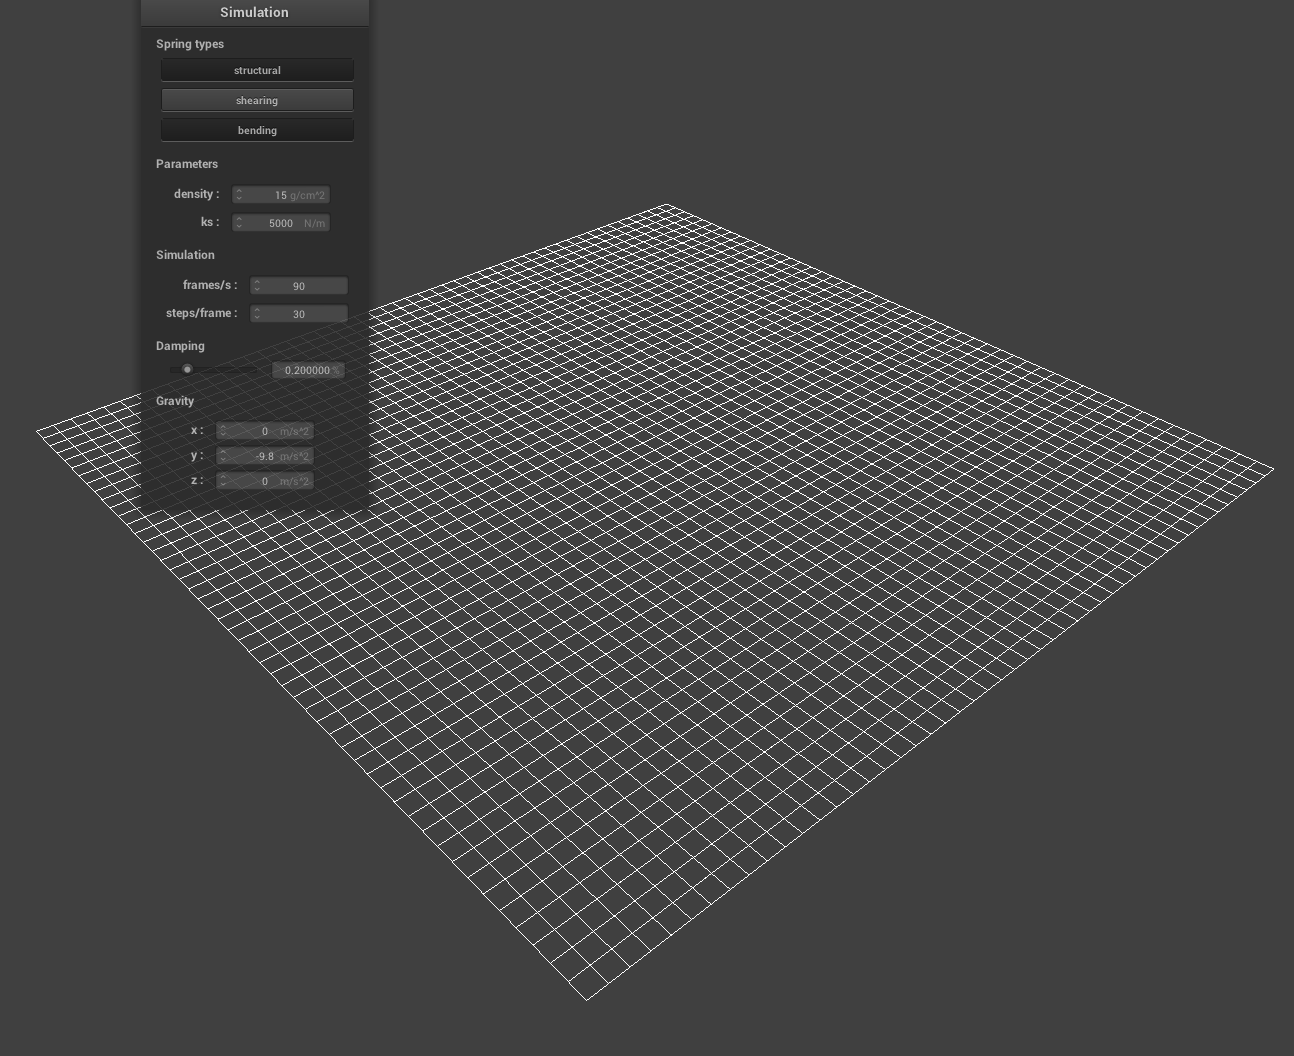 Simulation
Spring types
structural
shearing
bending
Parameters
density : 15 g/cm^2
ks : 5000 N/m
Simulation
frames/s : 90
steps/frame : 30
Damping
0.200000 %
Gravity
x : 0 m/s^2
y : -9.8 m/s^2
z : 0 m/s^2